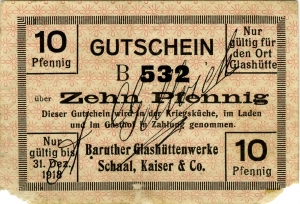 10 Pfennig
GUTSCHEIN
Nur gültig für den Ort Glashütte
B 532
über
Zehn Pfennig
Dieser Gutschein wird in der Kriegsküche, im Laden
und im Gasthof in Zahlung genommen.
Nur gültig bis 31. Dez. 1918
Baruther Glashüttenwerke
Schaal, Kaiser & Co.
10 Pfennig